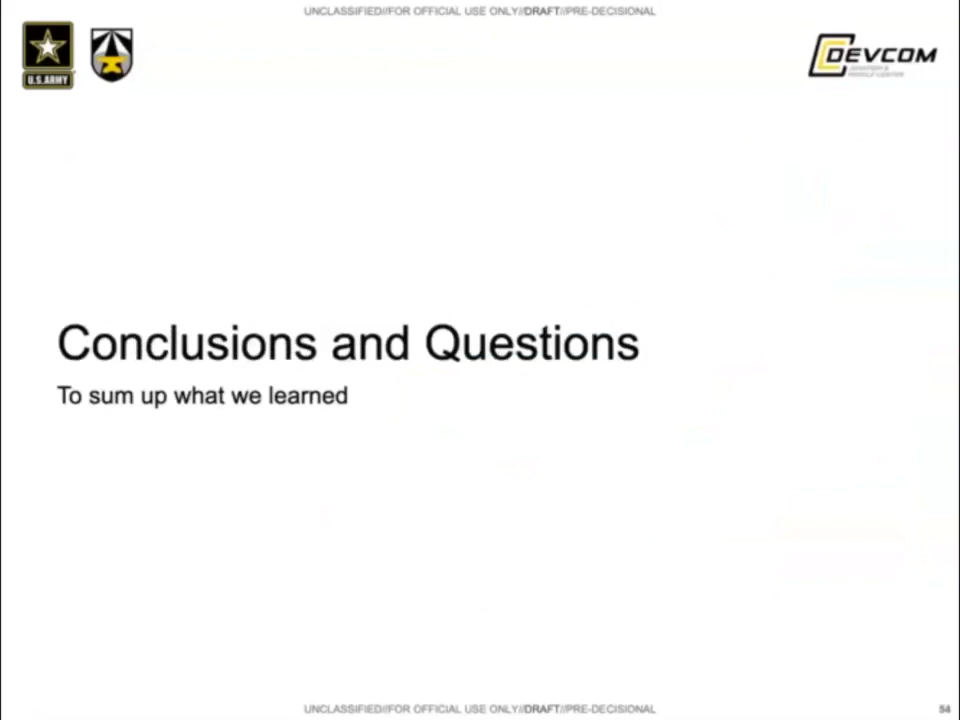 UNCLASSIFIED//FOR OFFICIAL USE ONLY//DRAFT//PRE-DECISIONAL
U.S.ARMY
DEVCOM
Conclusions and Questions
To sum up what we learned
UNCLASSIFIED//FOR OFFICIAL USE ONLY//DRAFT//PRE-DECISIONAL
54